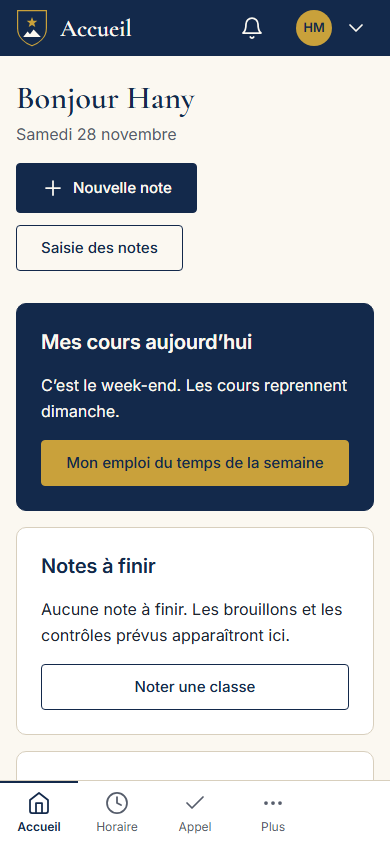 Accueil
HM
Bonjour Hany
Samedi 28 novembre
Nouvelle note
Saisie des notes
Mes cours aujourd’hui
C’est le week-end. Les cours reprennent
dimanche.
Mon emploi du temps de la semaine
Notes à finir
Aucune note à finir. Les brouillons et les
contrôles prévus apparaîtront ici.
Noter une classe
Accueil
Horaire
Appel
Plus